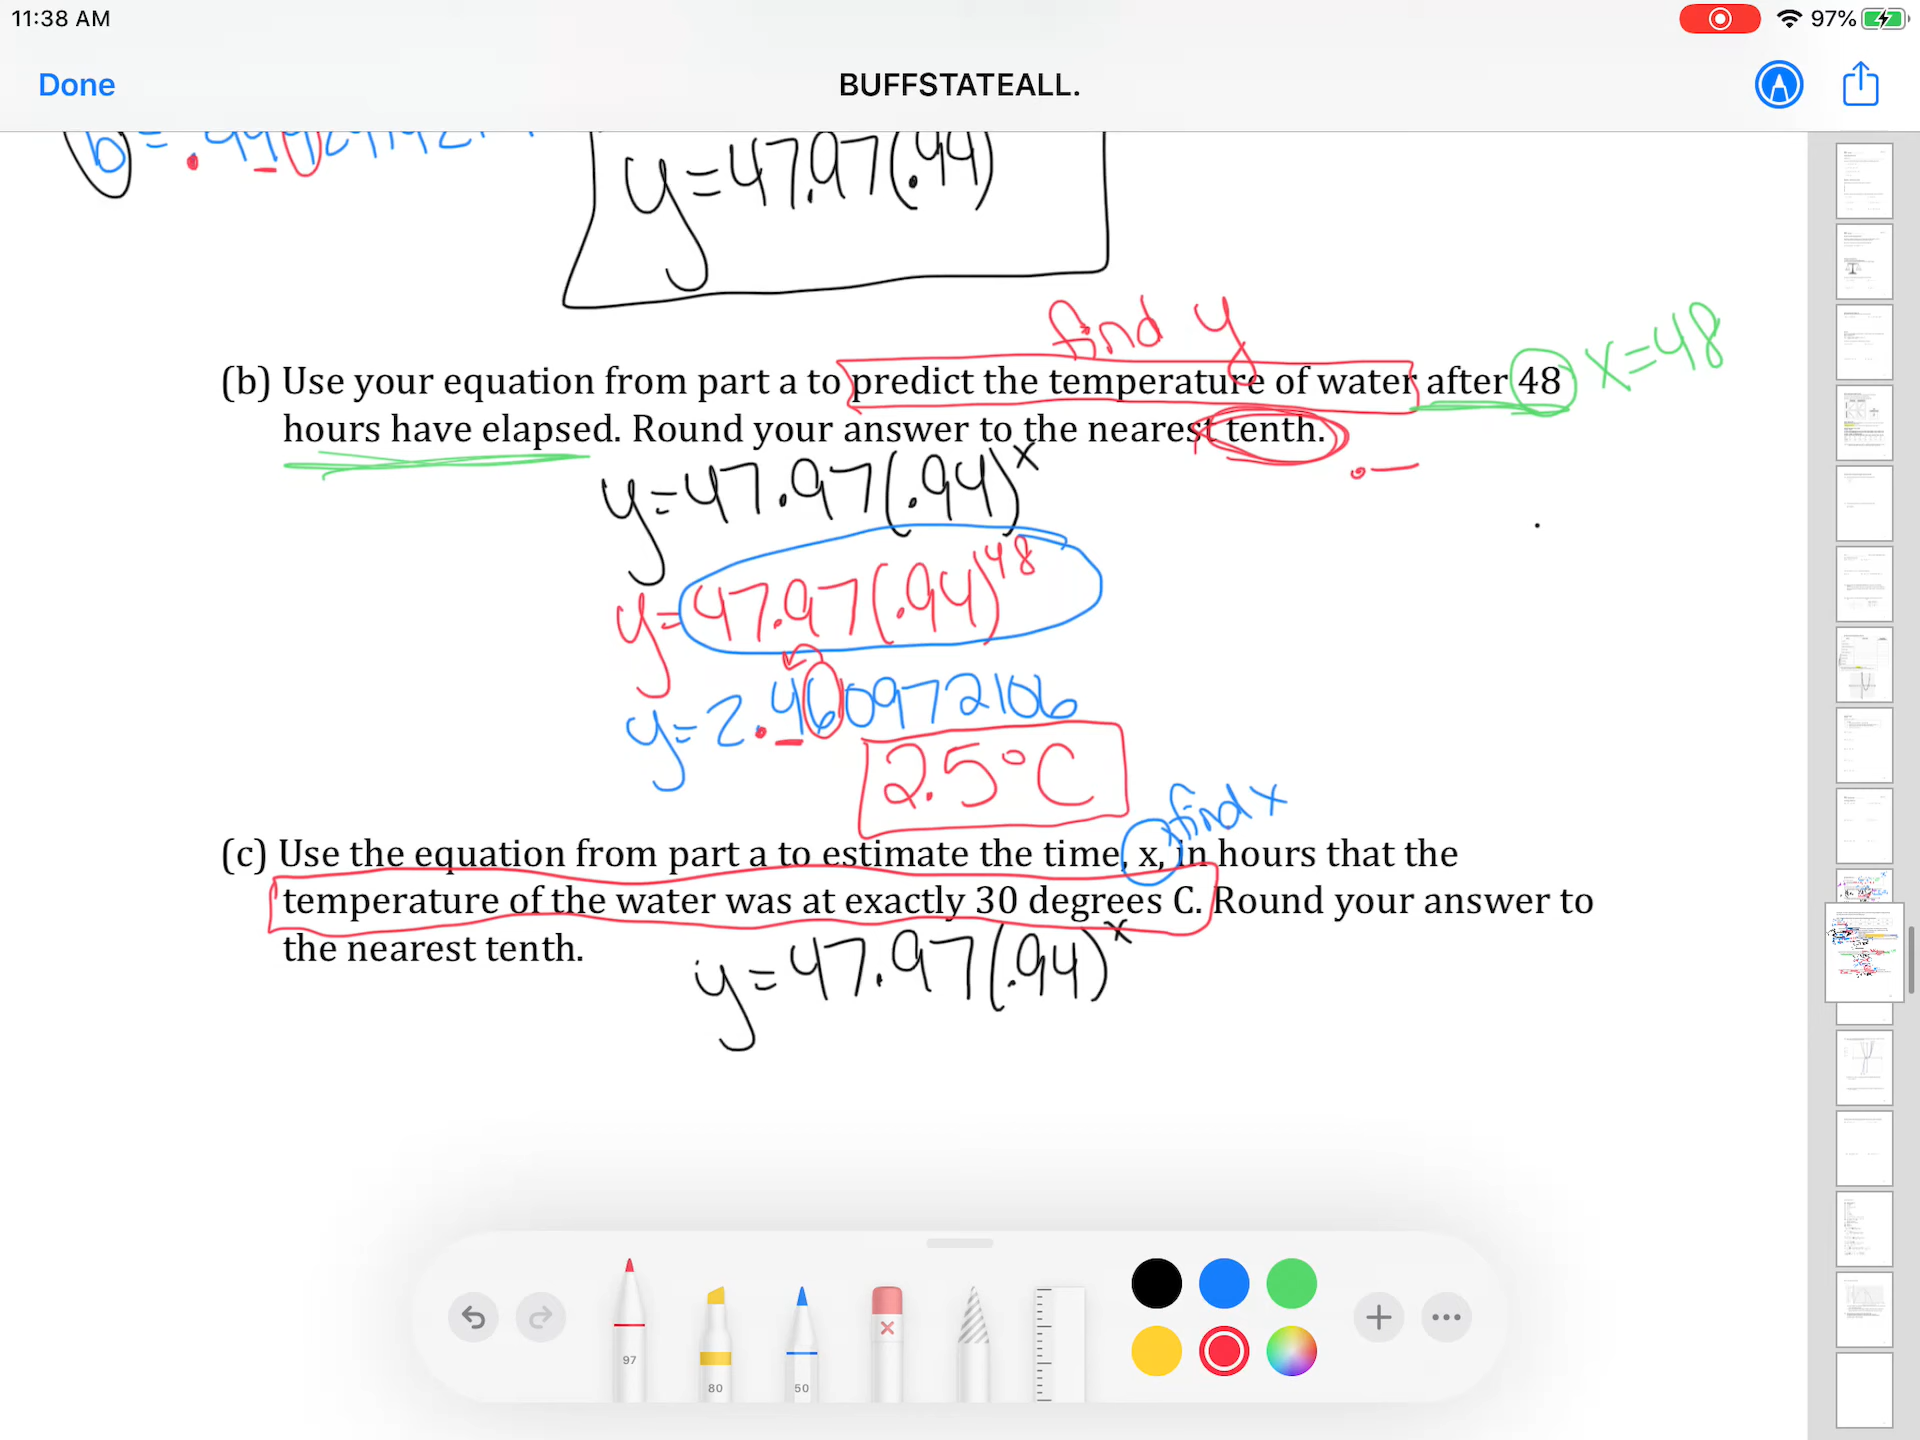 11:38 AM
97%
Done
BUFFSTATEALL.
y=47.97(.94)
find y
x=48
(b) Use your equation from part a to predict the temperature of water after 48
hours have elapsed. Round your answer to the nearest tenth.
y=47.97(.94)^x
y=47.97(.94)^48
y=2.460972106
2.5°C
find x
(c) Use the equation from part a to estimate the time, x, in hours that the
temperature of the water was at exactly 30 degrees C. Round your answer to
the nearest tenth.
y=47.97(.94)^x
97
80
50